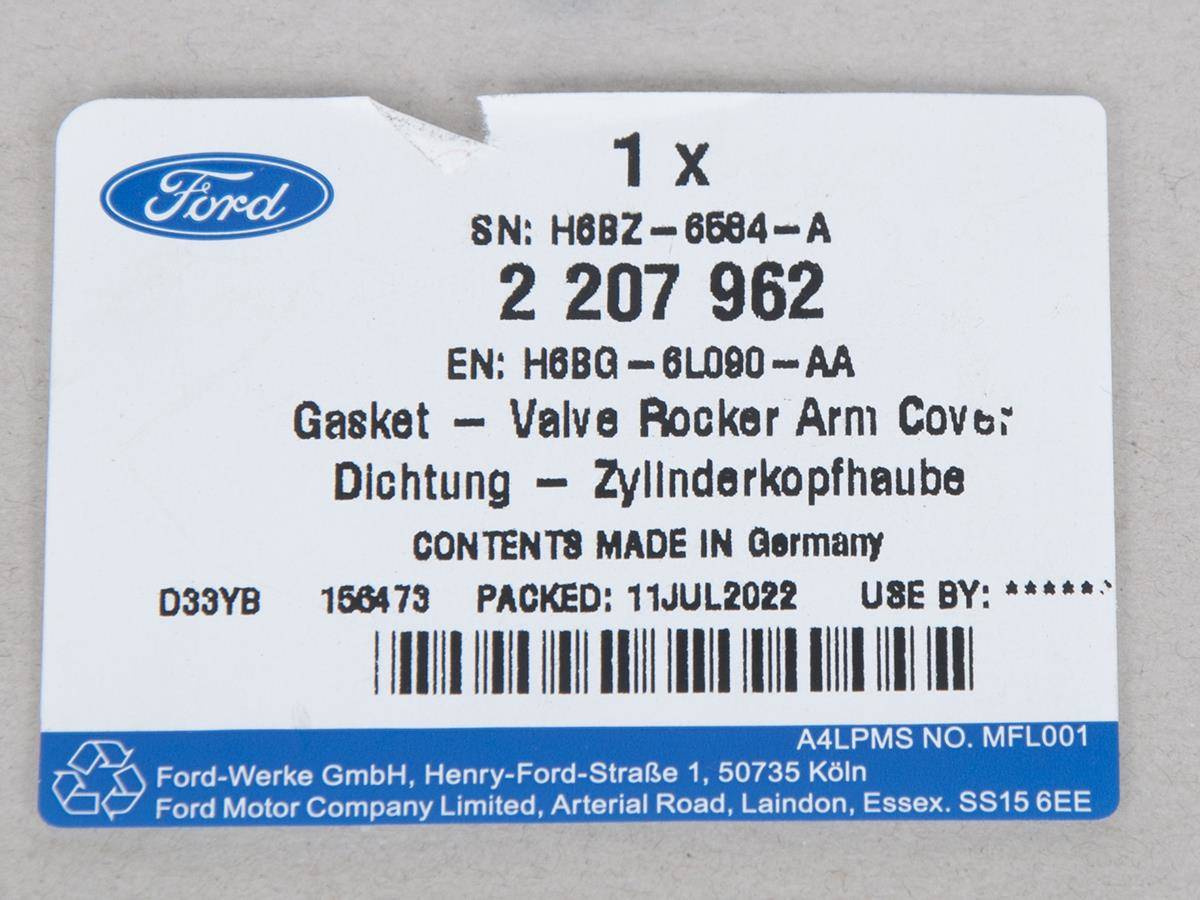 Ford
1 x
SN: H6BZ-6584-A
2 207 962
EN: H6BG-6L090-AA
Gasket - Valve Rocker Arm Cover
Dichtung - Zylinderkopfhaube
CONTENTS MADE IN Germany
D33YB 156473 PACKED: 11JUL2022 USE BY: ******
A4LPMS NO. MFL001
Ford-Werke GmbH, Henry-Ford-Straße 1, 50735 Köln
Ford Motor Company Limited, Arterial Road, Laindon, Essex. SS15 6EE